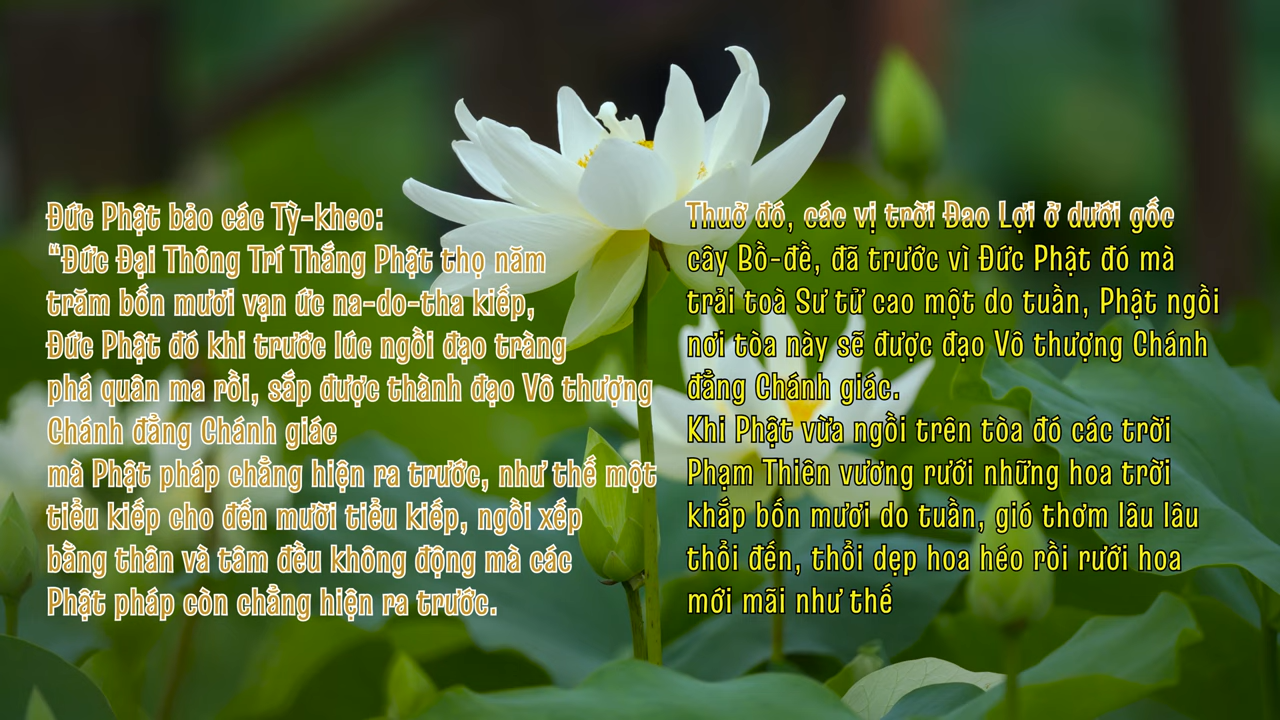 Đức Phật bảo các Tỳ-kheo:
“Đức Đại Thông Trí Thắng Phật thọ năm
trăm bốn mươi vạn ức na-do-tha kiếp,
Đức Phật đó khi trước lúc ngồi đạo tràng
phá quân ma rồi, sắp được thành đạo Vô thượng
Chánh đẳng Chánh giác
mà Phật pháp chẳng hiện ra trước, như thế một
tiểu kiếp cho đến mười tiểu kiếp, ngồi xếp
bằng thân và tâm đều không động mà các
Phật pháp còn chẳng hiện ra trước.
Thuở đó, các vị trời Đao Lợi ở dưới gốc
cây Bồ-đề, đã trước vì Đức Phật đó mà
trải toà Sư tử cao một do tuần, Phật ngồi
nơi tòa này sẽ được đạo Vô thượng Chánh
đẳng Chánh giác.
Khi Phật vừa ngồi trên tòa đó các trời
Phạm Thiên vương rưới những hoa trời
khắp bốn mươi do tuần, gió thơm lâu lâu
thổi đến, thổi dẹp hoa héo rồi rưới hoa
mới mãi như thế